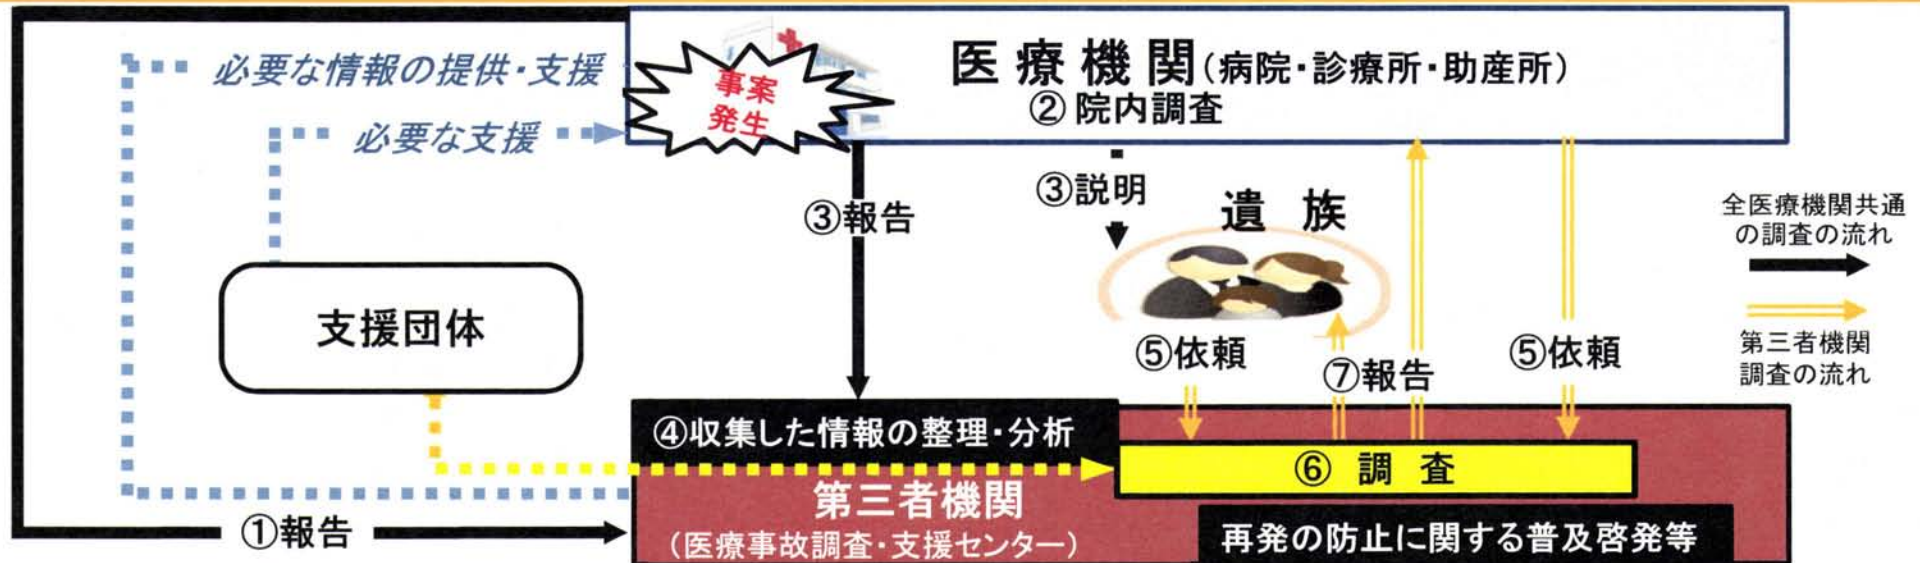 必要な情報の提供・支援
事案
発生
医療機関(病院・診療所・助産所)
②院内調査
必要な支援
③報告
③説明
遺族
全医療機関共通
の調査の流れ
支援団体
⑤依頼
⑦報告
⑤依頼
第三者機関
調査の流れ
④収集した情報の整理・分析
⑥調査
第三者機関
(医療事故調査・支援センター)
①報告
再発の防止に関する普及啓発等